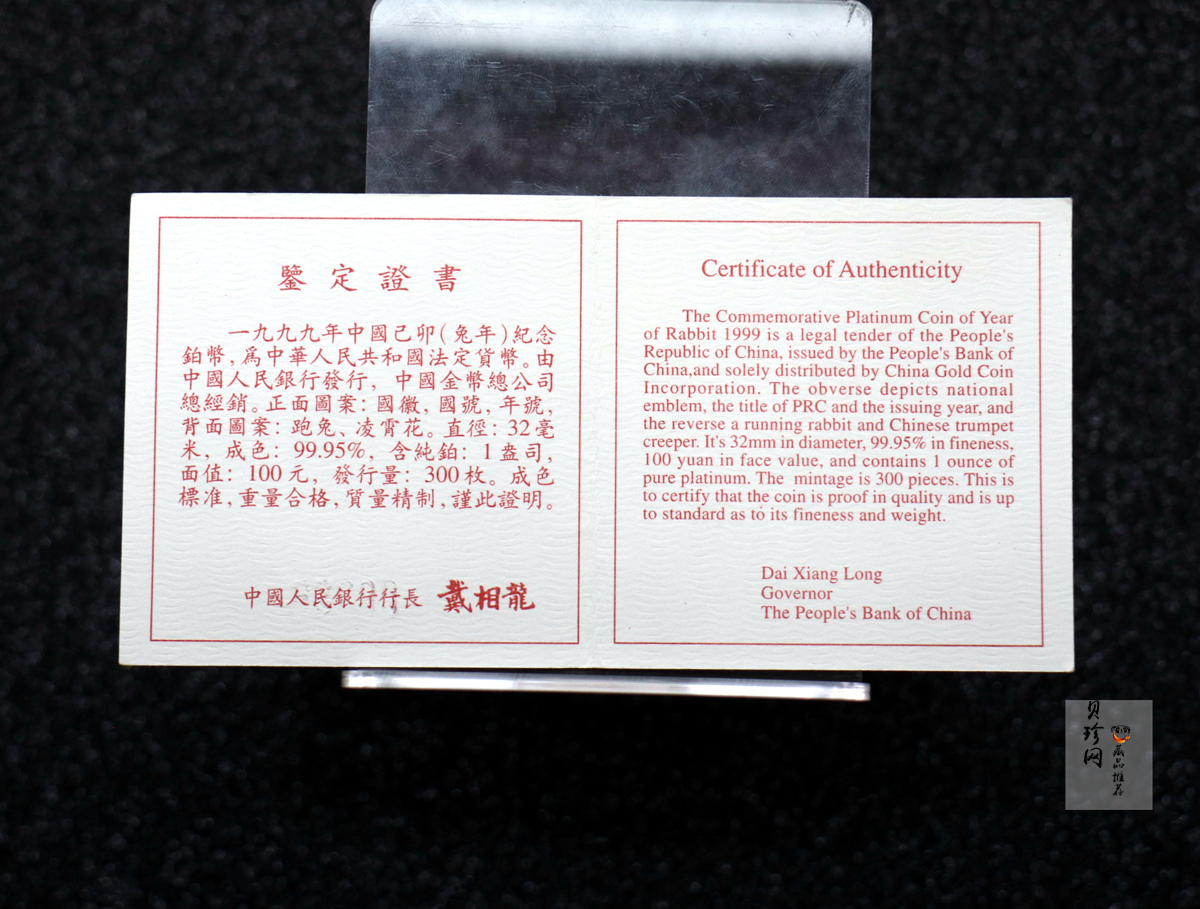 鑒定證書
一九九九年中國己卯(兔年)紀念
鉑幣,爲中華人民共和國法定貨幣。由
中國人民銀行發行, 中國金幣總公司
總經銷。正面圖案:國徽,國號,年號,
背面圖案:跑兔、凌霄花。直徑:32毫
米, 成色: 99.95%, 含純鉑: 1盎司,
面值: 100元, 發行量: 300枚。成色
標准,重量合格,質量精制,謹此證明。
中國人民銀行行長 戴相龍
Certificate of Authenticity
The Commemorative Platinum Coin of Year
of Rabbit 1999 is a legal tender of the People's
Republic of China, issued by the People's Bank of
China,and solely distributed by China Gold Coin
Incorporation. The obverse depicts national
emblem, the title of PRC and the issuing year, and
the reverse a running rabbit and Chinese trumpet
creeper. It's 32mm in diameter, 99.95% in fineness,
100 yuan in face value, and contains 1 ounce of
pure platinum. The mintage is 300 pieces. This is
to certify that the coin is proof in quality and is up
to standard as to its fineness and weight.
Dai Xiang Long
Governor
The People's Bank of China
贝珍网
藏品推荐